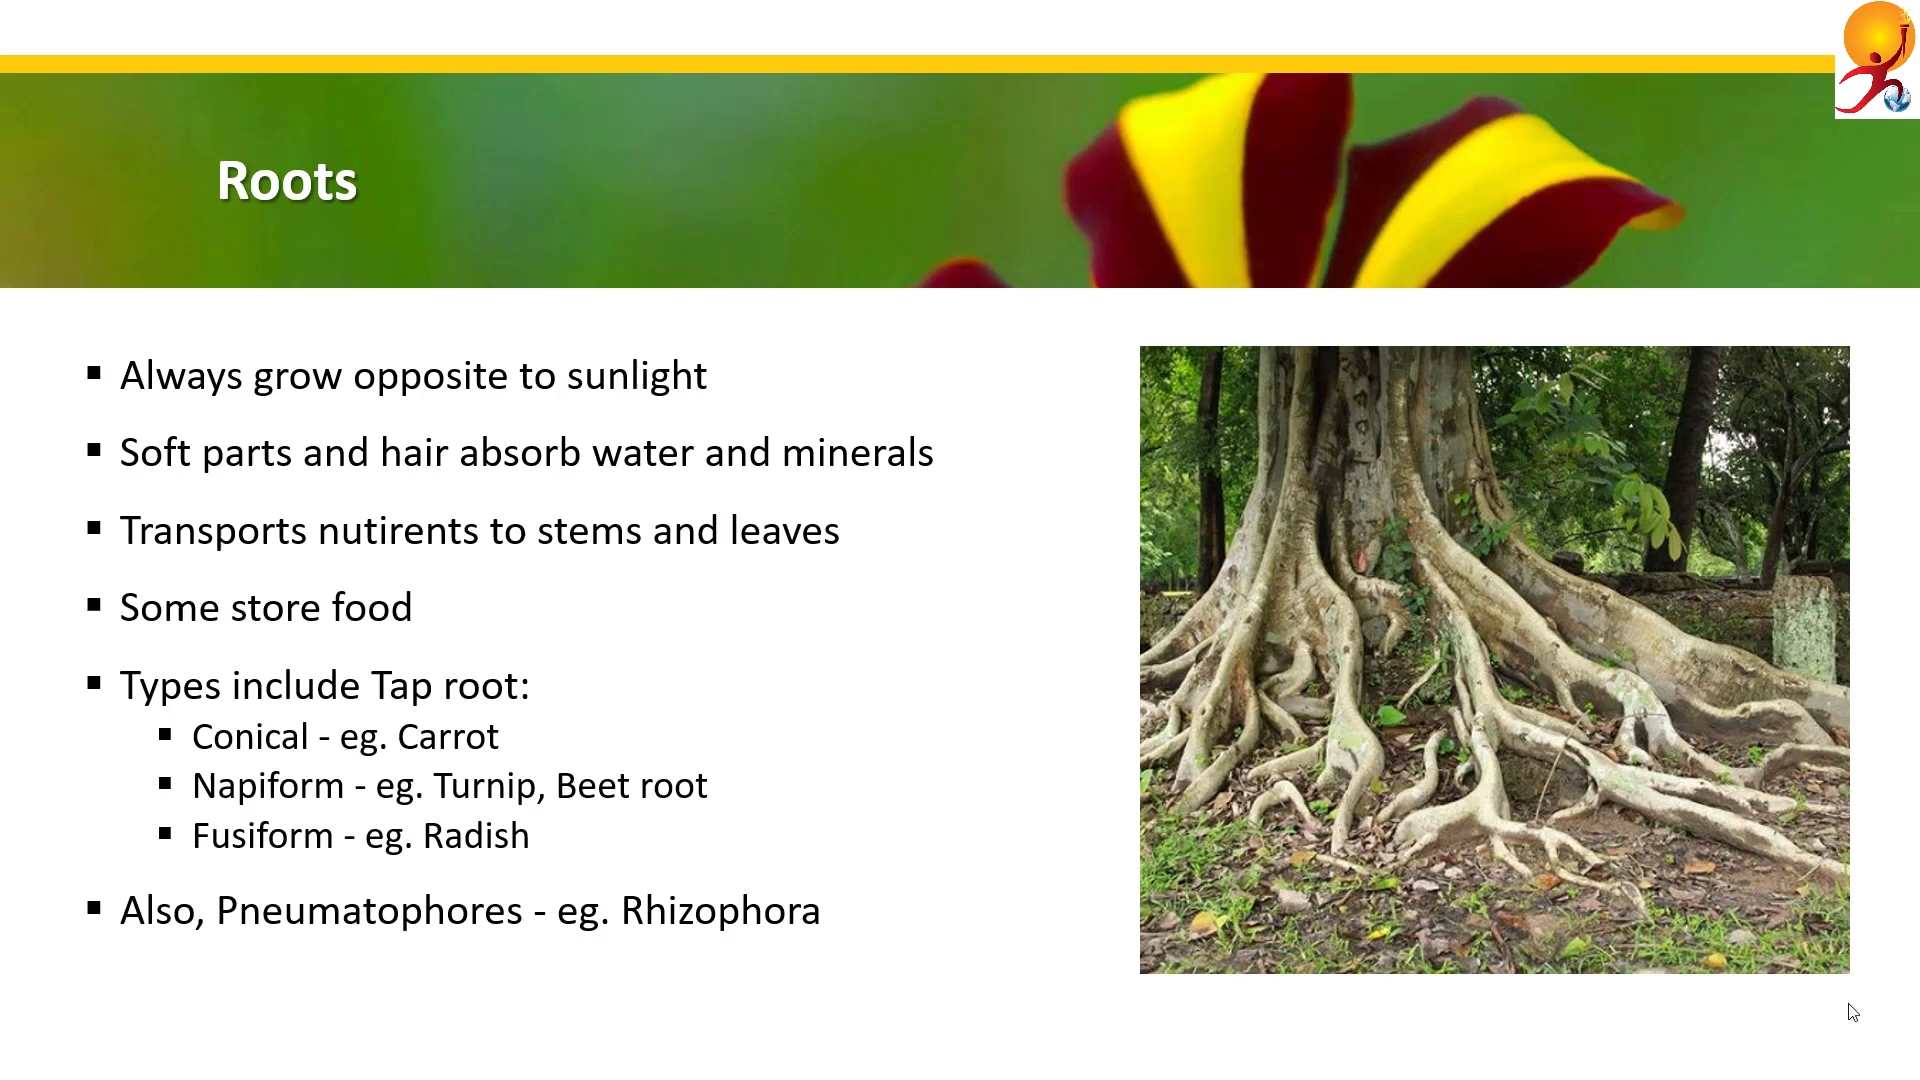 Roots
▪ Always grow opposite to sunlight
▪ Soft parts and hair absorb water and minerals
▪ Transports nutirents to stems and leaves
▪ Some store food
▪ Types include Tap root:
▪ Conical - eg. Carrot
▪ Napiform - eg. Turnip, Beet root
▪ Fusiform - eg. Radish
▪ Also, Pneumatophores - eg. Rhizophora